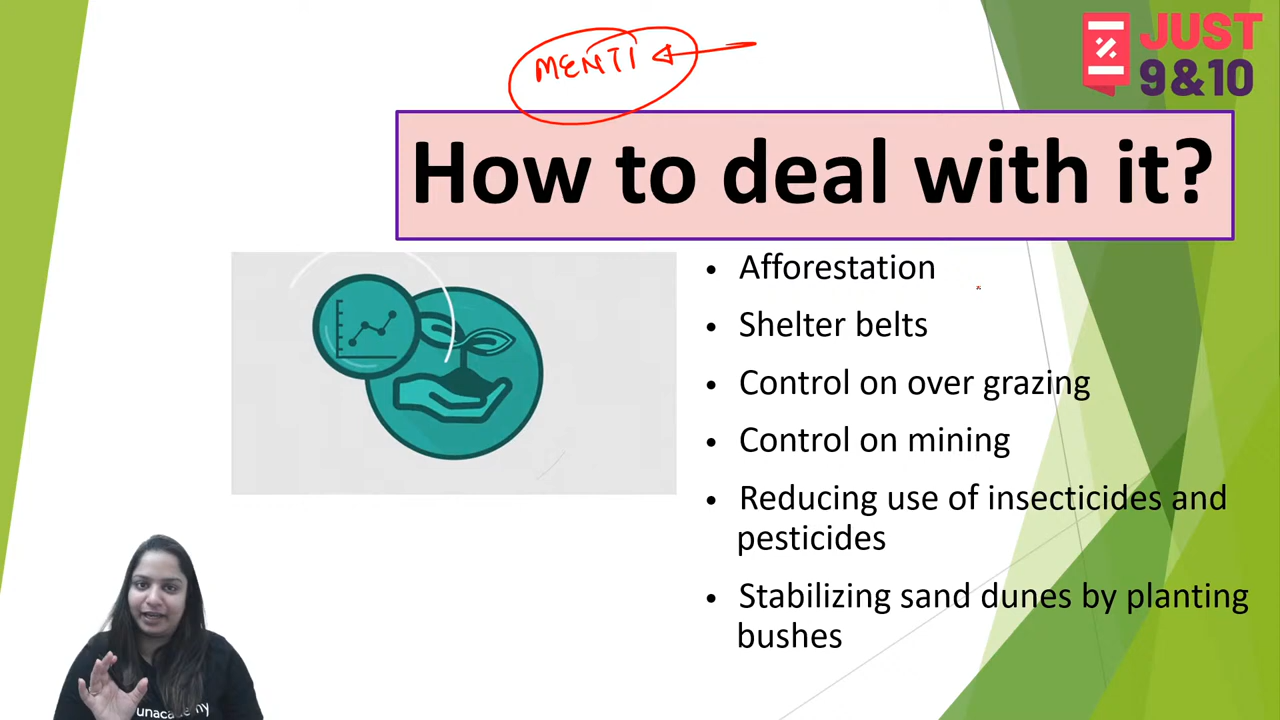 MENTI
JUST
9&10
How to deal with it?
• Afforestation
• Shelter belts
• Control on over grazing
• Control on mining
• Reducing use of insecticides and
pesticides
• Stabilizing sand dunes by planting
bushes
unacademy